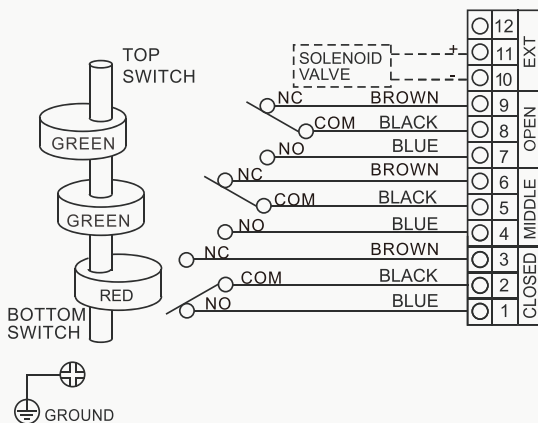 TOP
SWITCH
GREEN
GREEN
RED
BOTTOM
SWITCH
GROUND
SOLENOID
VALVE
+
-
12
11
10
EXT
NC BROWN 9
COM BLACK 8
NO BLUE 7
OPEN
NC BROWN 6
COM BLACK 5
NO BLUE 4
MIDDLE
NC BROWN 3
COM BLACK 2
NO BLUE 1
CLOSED